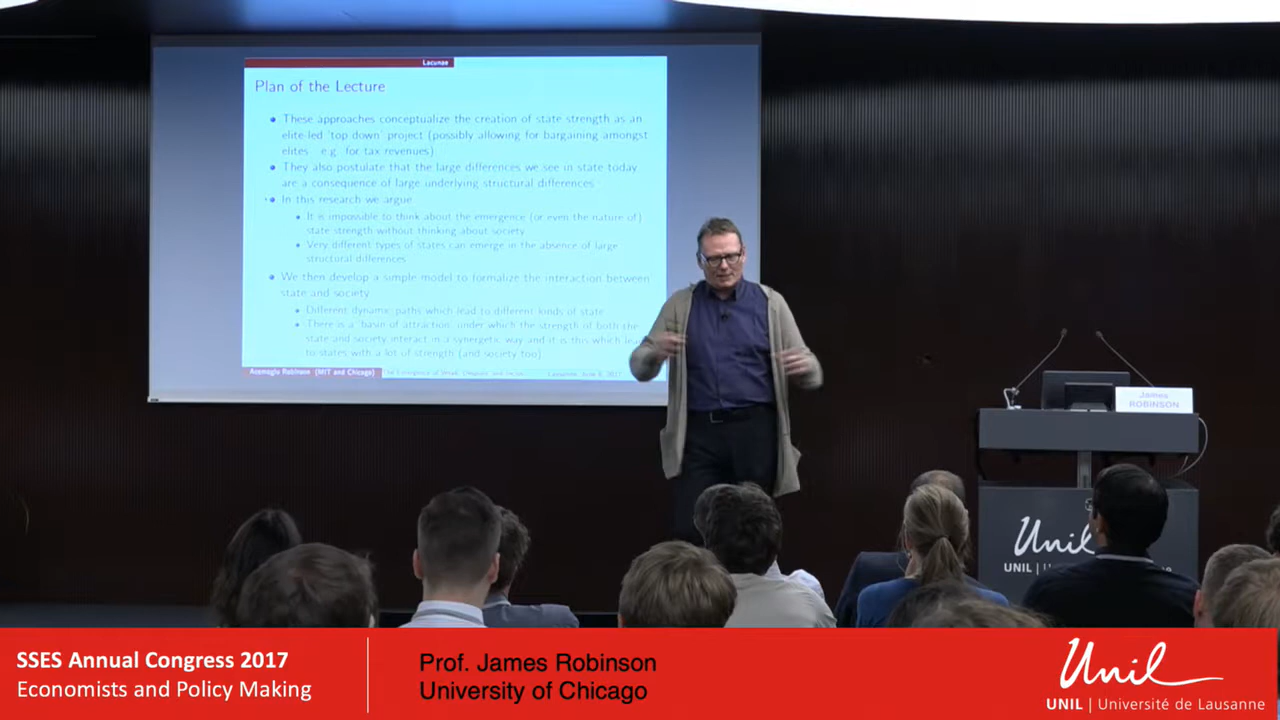 Lacunae
Plan of the Lecture
These approaches conceptualize the creation of state strength as an
elite-led 'top down' project (possibly allowing for bargaining amongst
elites e.g. for tax revenues)
They also postulate that the large differences we see in state today
are a consequence of large underlying structural differences
In this research we argue
It is impossible to think about the emergence (or even the nature of)
state strength without thinking about society
Very different types of states can emerge in the absence of large
structural differences
We then develop a simple model to formalize the interaction between
state and society
Different dynamic paths which lead to different kinds of state
There is a 'basin of attraction' under which the strength of both the
state and society interact in a synergetic way and it is this which lead
to states with a lot of strength (and society too)
Acemoglu Robinson (MIT and Chicago)
The Emergence of Weak, Despotic and
Lausanne, June 8, 2017
James
ROBINSON
Unil
UNIL |
SSES Annual Congress 2017
Economists and Policy Making
Prof. James Robinson
University of Chicago
Unil
UNIL | Université de Lausanne